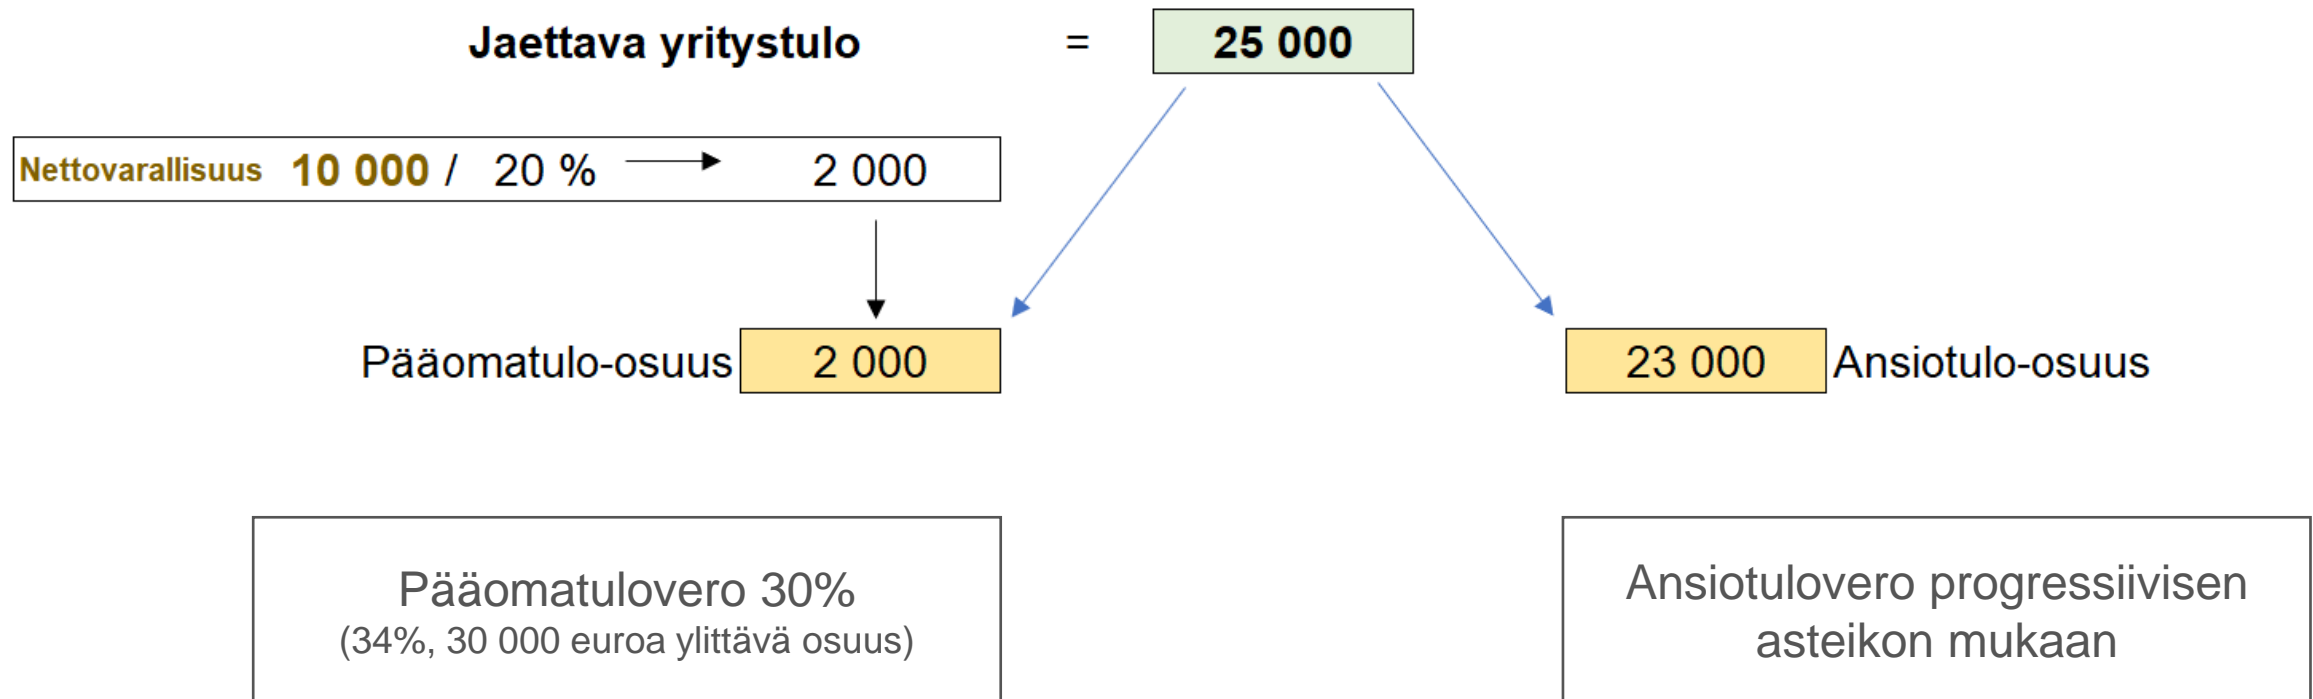 Jaettava yritystulo = 25 000
Nettovarallisuus 10 000 / 20 % 2 000
Pääomatulo-osuus 2 000 23 000 Ansiotulo-osuus
Pääomatulovero 30%
(34%, 30 000 euroa ylittävä osuus)
Ansiotulovero progressiivisen
asteikon mukaan